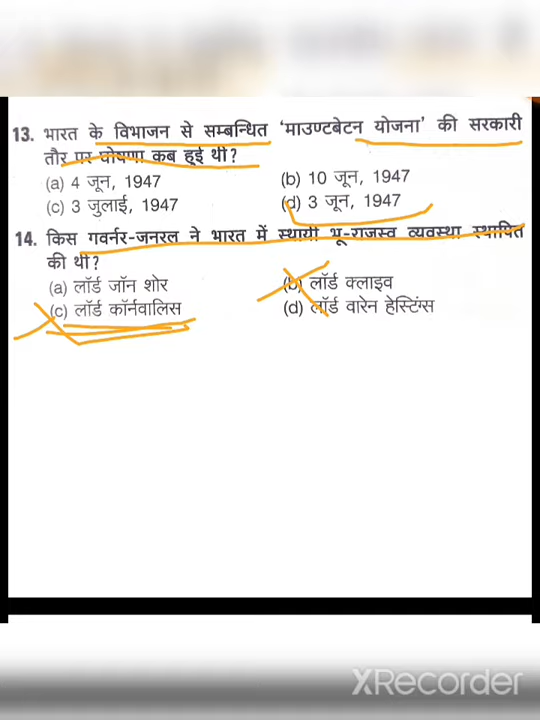 13. भारत के विभाजन से सम्बन्धित 'माउण्टबेटन योजना' की सरकारी
तौर पर घोषणा कब हुई थी?
(a) 4 जून, 1947 (b) 10 जून, 1947
(c) 3 जुलाई, 1947 (d) 3 जून, 1947
14. किस गवर्नर-जनरल ने भारत में स्थायी भू-राजस्व व्यवस्था स्थापित
की थी?
(a) लॉर्ड जॉन शोर (b) लॉर्ड क्लाइव
(c) लॉर्ड कॉर्नवालिस (d) लॉर्ड वारेन हेस्टिंग्स
XRecorder